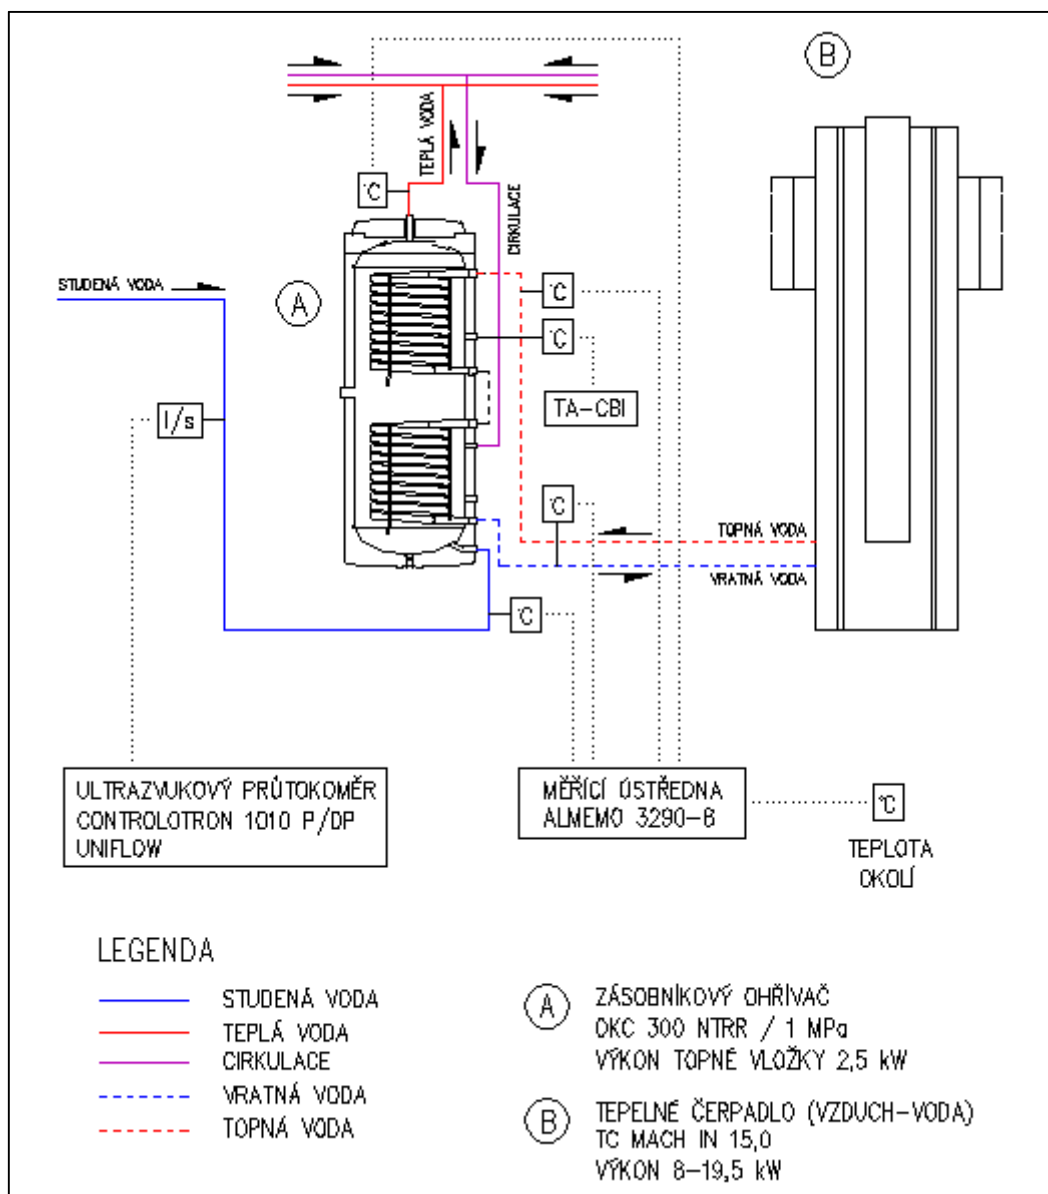 B
TEPLÁ VODA
°C
CIRKULACE
STUDENÁ VODA
A
°C
°C
TA-CBI
l/s
°C
TOPNÁ VODA
VRATNÁ VODA
°C
ULTRAZVUKOVÝ PRŮTOKOMĚR
CONTROLOTRON 1010 P/DP
UNIFLOW
MĚŘÍCÍ ÚSTŘEDNA
ALMEMO 3290-8
°C
TEPLOTA
OKOLÍ
LEGENDA
STUDENÁ VODA
TEPLÁ VODA
CIRKULACE
VRATNÁ VODA
TOPNÁ VODA
A
ZÁSOBNÍKOVÝ OHŘÍVAČ
OKC 300 NTRR / 1 MPa
VÝKON TOPNÉ VLOŽKY 2,5 kW
B
TEPELNÉ ČERPADLO (VZDUCH-VODA)
TC MACH IN 15,0
VÝKON 8-19,5 kW